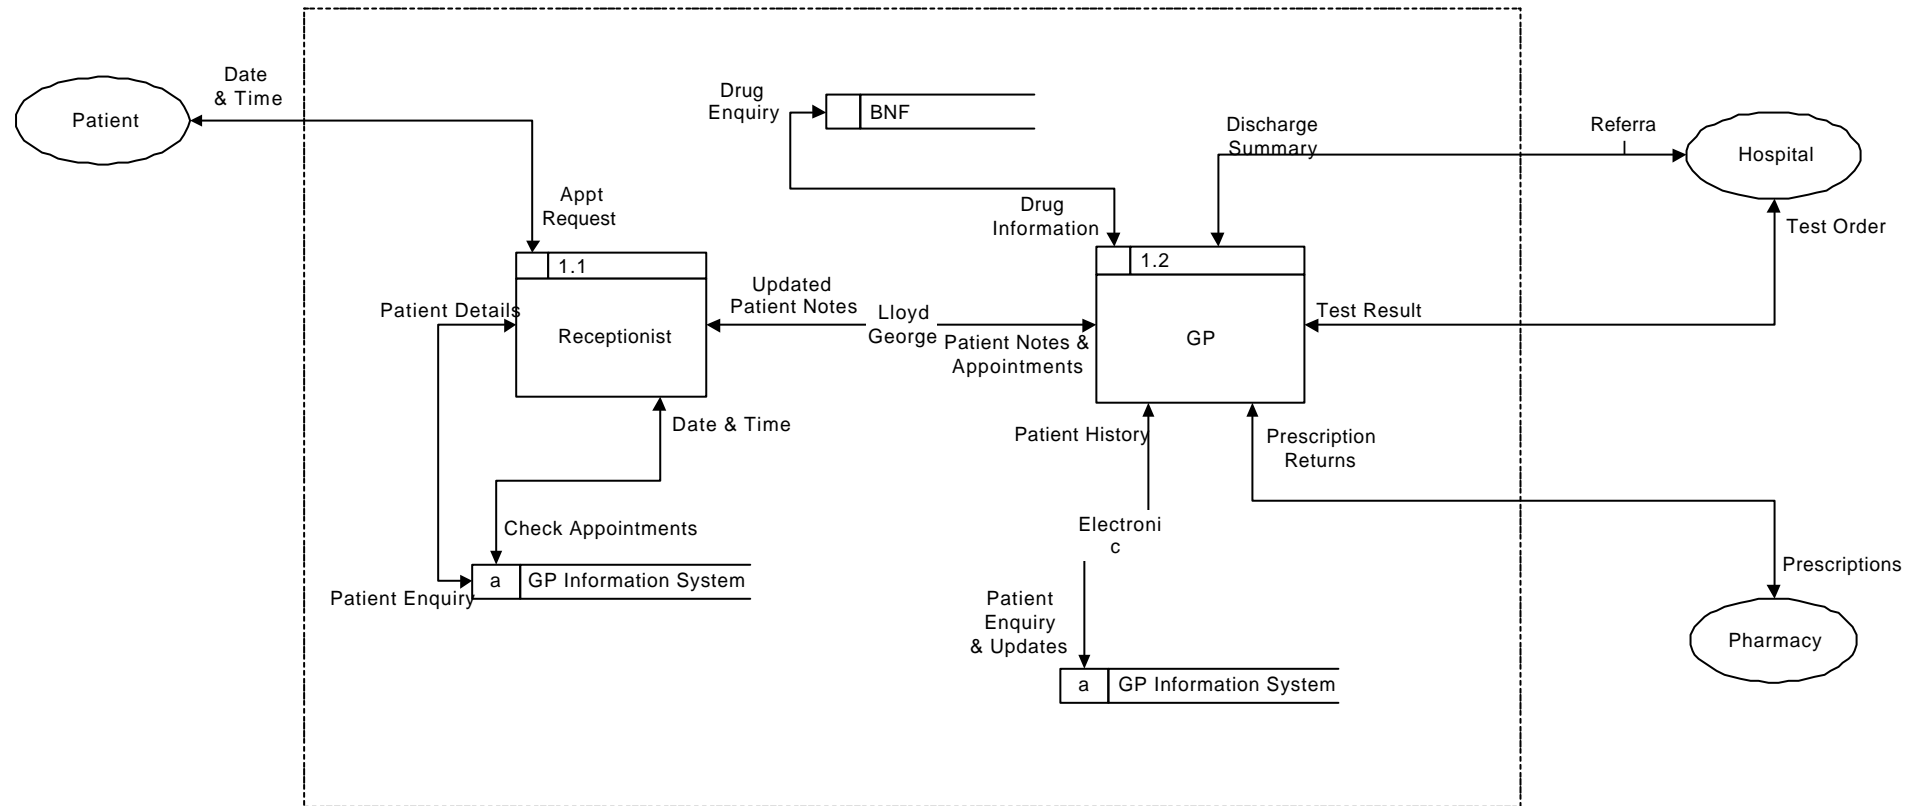 Date
& Time
Patient
Drug
Enquiry
BNF
Discharge
Summary
Referra
l
Hospital
Appt
Request
Drug
Information
Test Order
1.1
Receptionist
1.2
GP
Patient Details
Updated
Patient Notes
Lloyd
George
Patient Notes &
Appointments
Test Result
Date & Time
Patient History
Prescription
Returns
Check Appointments
Electroni
c
a
GP Information System
Patient Enquiry
Prescriptions
Patient
Enquiry
& Updates
Pharmacy
a
GP Information System